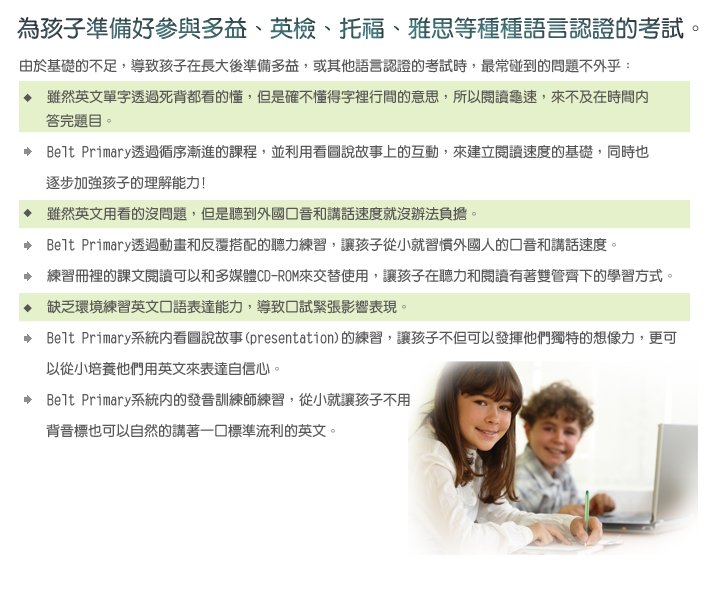 為孩子準備好參與多益、英檢、托福、雅思等種種語言認證的考試。
由於基礎的不足，導致孩子在長大後準備多益，或其他語言認證的考試時，最常碰到的問題不外乎：
◆ 雖然英文單字透過死背都看的懂，但是確不懂得字裡行間的意思，所以閱讀龜速，來不及在時間內
答完題目。
Belt Primary透過循序漸進的課程，並利用看圖說故事上的互動，來建立閱讀速度的基礎，同時也
逐步加強孩子的理解能力!
◆ 雖然英文用看的沒問題，但是聽到外國口音和講話速度就沒辦法負擔。
Belt Primary透過動畫和反覆搭配的聽力練習，讓孩子從小就習慣外國人的口音和講話速度。
練習冊裡的課文閱讀可以和多媒體CD-ROM來交替使用，讓孩子在聽力和閱讀有著雙管齊下的學習方式。
◆ 缺乏環境練習英文口語表達能力，導致口試緊張影響表現。
Belt Primary系統內看圖說故事(presentation)的練習，讓孩子不但可以發揮他們獨特的想像力，更可
以從小培養他們用英文來表達自信心。
Belt Primary系統內的發音訓練師練習，從小就讓孩子不用
背音標也可以自然的講著一口標準流利的英文。